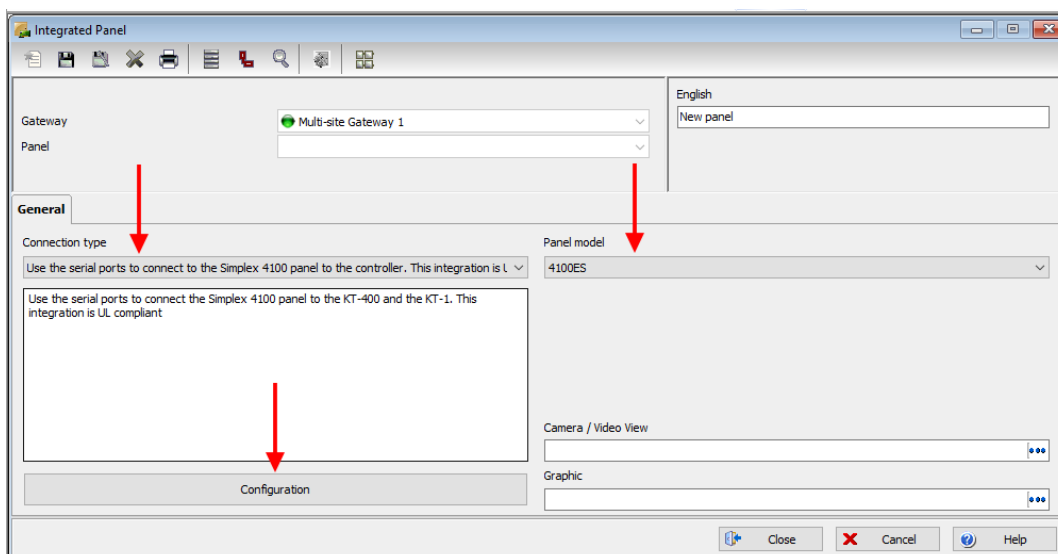 Integrated Panel
Gateway
Multi-site Gateway 1
Panel
English
New panel
General
Connection type
Use the serial ports to connect to the Simplex 4100 panel to the controller. This integration is U
Use the serial ports to connect the Simplex 4100 panel to the KT-400 and the KT-1. This
integration is UL compliant
Configuration
Panel model
4100ES
Camera / Video View
Graphic
Close
Cancel
Help